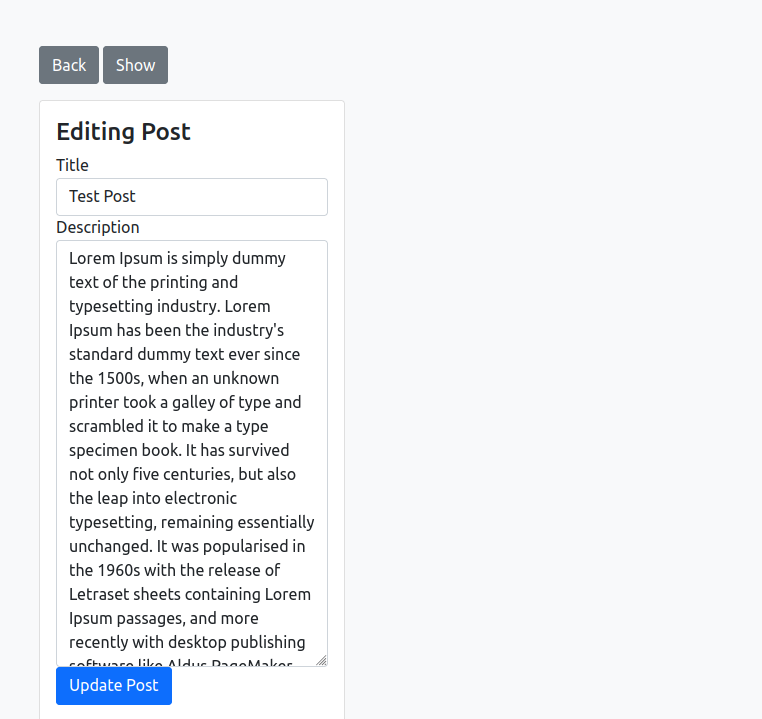 Back Show
Editing Post
Title
Test Post
Description
Lorem Ipsum is simply dummy
text of the printing and
typesetting industry. Lorem
Ipsum has been the industry's
standard dummy text ever since
the 1500s, when an unknown
printer took a galley of type and
scrambled it to make a type
specimen book. It has survived
not only five centuries, but also
the leap into electronic
typesetting, remaining essentially
unchanged. It was popularised in
the 1960s with the release of
Letraset sheets containing Lorem
Ipsum passages, and more
recently with desktop publishing
software like Aldus PageMaker
Update Post